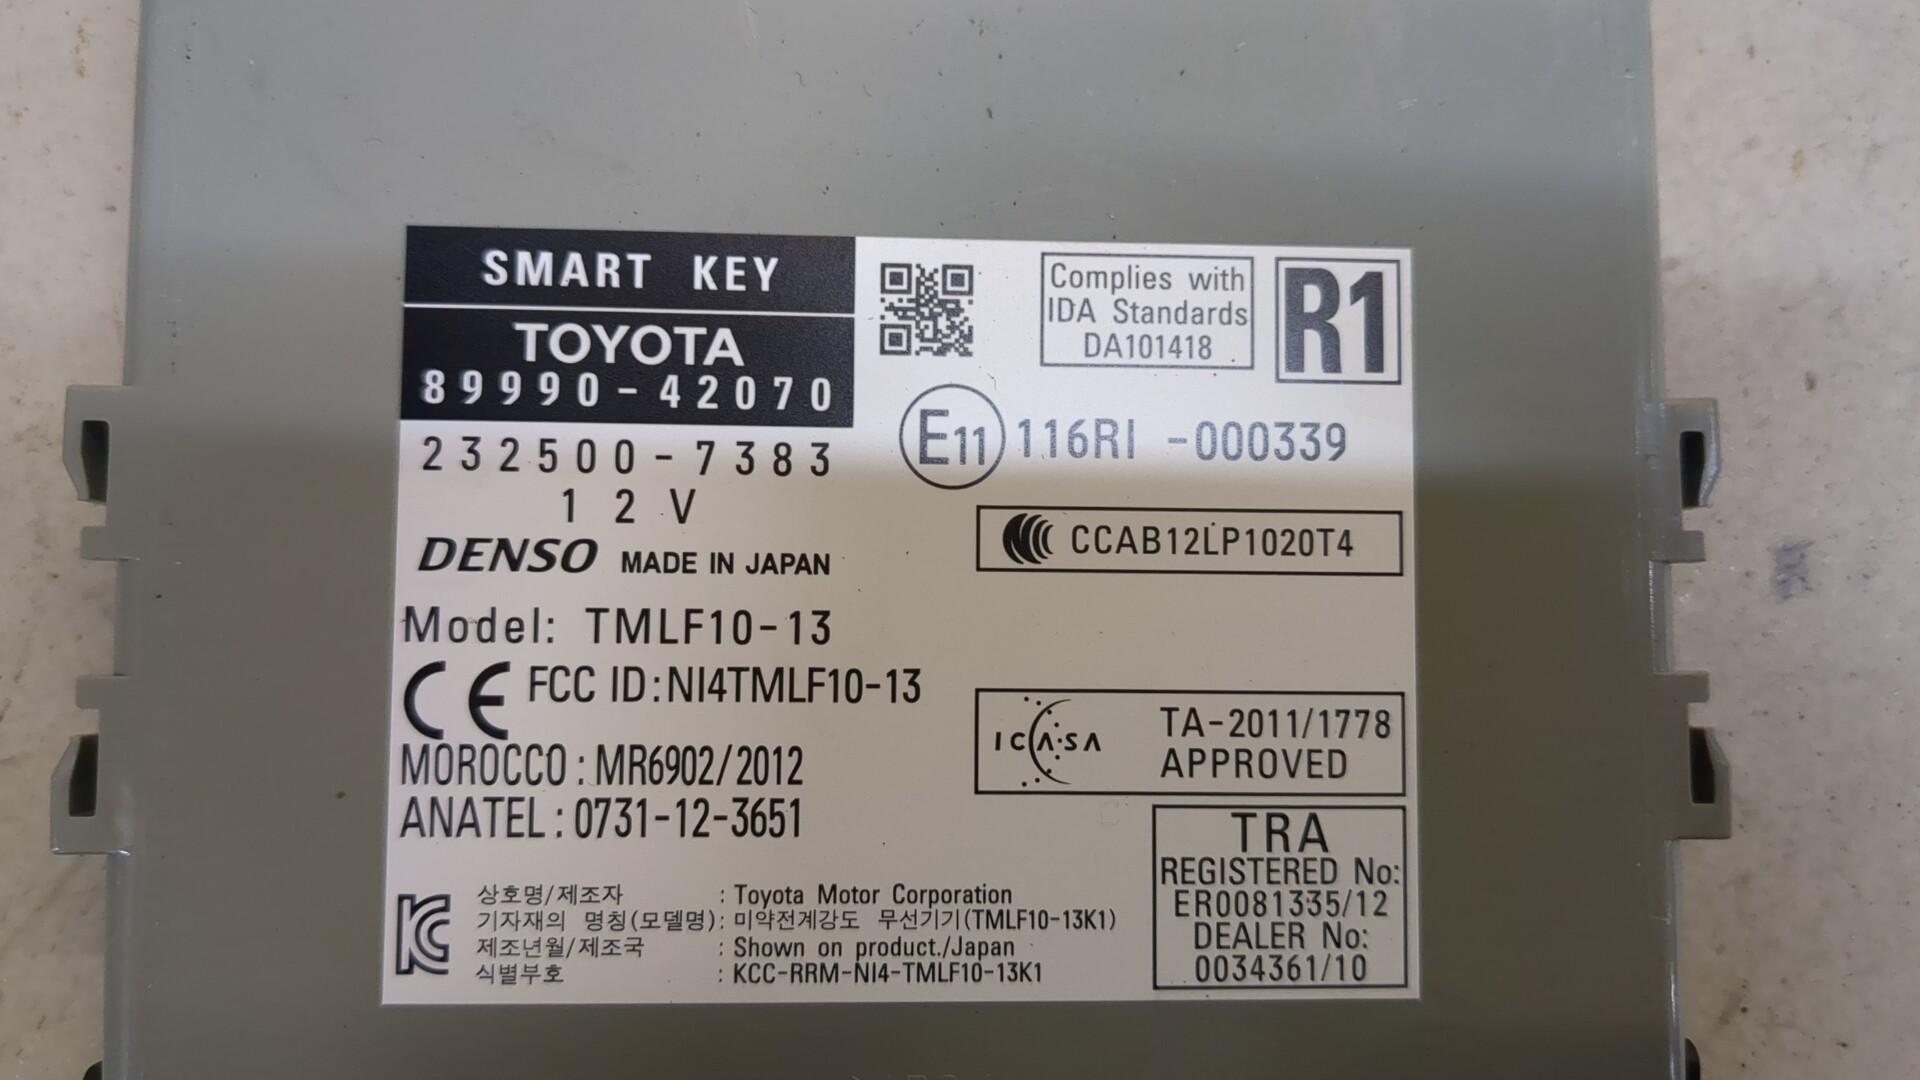 SMART KEY
TOYOTA
89990-42070
232500-7383
12V
DENSO MADE IN JAPAN
Model: TMLF10-13
CE FCC ID:NI4TMLF10-13
MOROCCO : MR6902/2012
ANATEL : 0731-12-3651
Complies with
IDA Standards
DA101418
R1
E11 116RI -000339
CCAB12LP1020T4
ICASA
TA-2011/1778
APPROVED
TRA
REGISTERED No:
ER0081335/12
DEALER No:
0034361/10
상호명/제조자 : Toyota Motor Corporation
기자재의 명칭(모델명): 미약전계강도 무선기기(TMLF10-13K1)
제조년월/제조국 : Shown on product./Japan
식별부호 : KCC-RRM-NI4-TMLF10-13K1